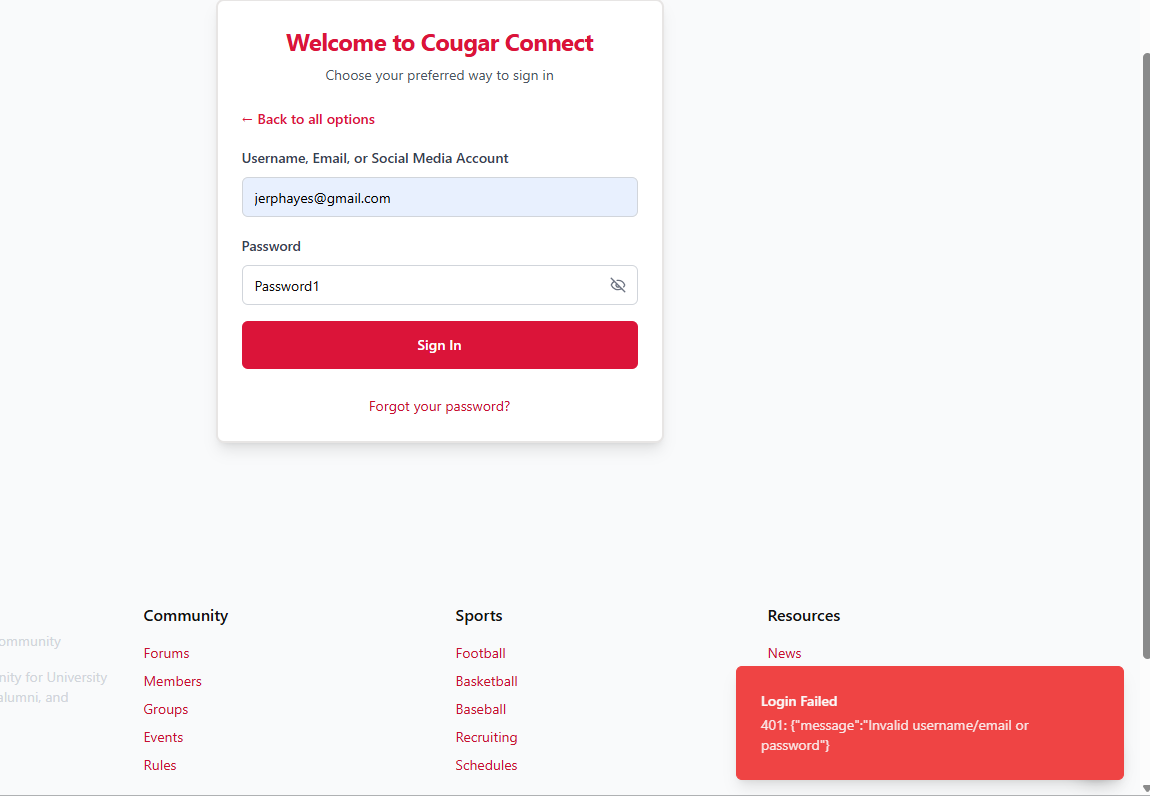 Welcome to Cougar Connect
Choose your preferred way to sign in
← Back to all options
Username, Email, or Social Media Account
jerphayes@gmail.com
Password
Password1
Sign In
Forgot your password?
ommunity
nity for University
alumni, and
Community
Forums
Members
Groups
Events
Rules
Sports
Football
Basketball
Baseball
Recruiting
Schedules
Resources
News
Login Failed
401: {"message":"Invalid username/email or
password"}